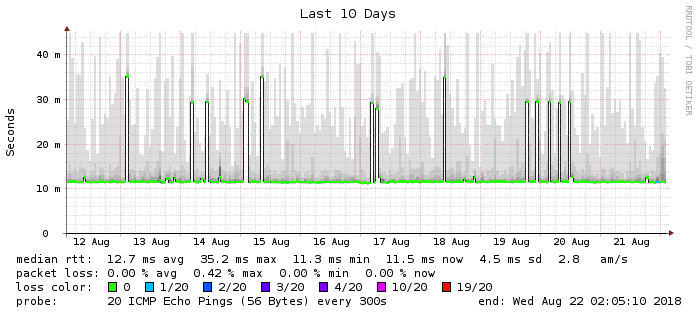 Last 10 Days
RRDTOOL / TOBI OETIKER
Seconds
40 m
30 m
20 m
10 m
0
12 Aug 13 Aug 14 Aug 15 Aug 16 Aug 17 Aug 18 Aug 19 Aug 20 Aug 21 Aug
median rtt: 12.7 ms avg 35.2 ms max 11.3 ms min 11.5 ms now 4.5 ms sd 2.8 am/s
packet loss: 0.00 % avg 0.42 % max 0.00 % min 0.00 % now
loss color: 0 1/20 2/20 3/20 4/20 10/20 19/20
probe: 20 ICMP Echo Pings (56 Bytes) every 300s end: Wed Aug 22 02:05:10 2018